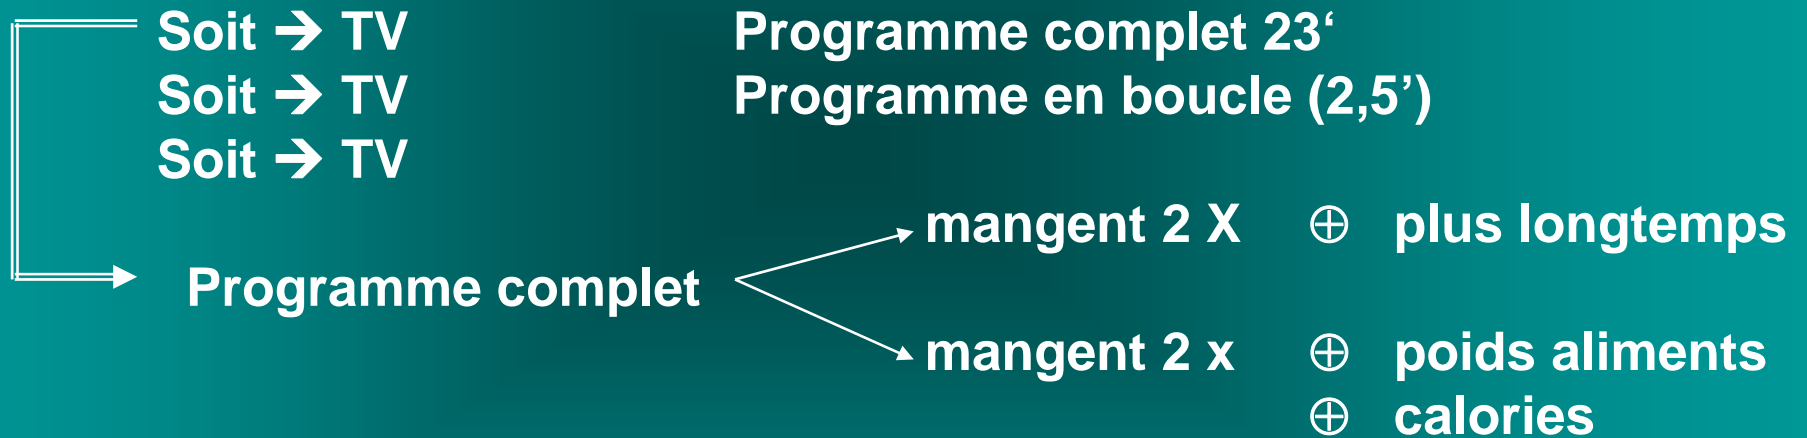 Soit ➔ TV Programme complet 23‘
Soit ➔ TV Programme en boucle (2,5’)
Soit ➔ TV
mangent 2 X ⊕ plus longtemps
Programme complet
mangent 2 x ⊕ poids aliments
⊕ calories